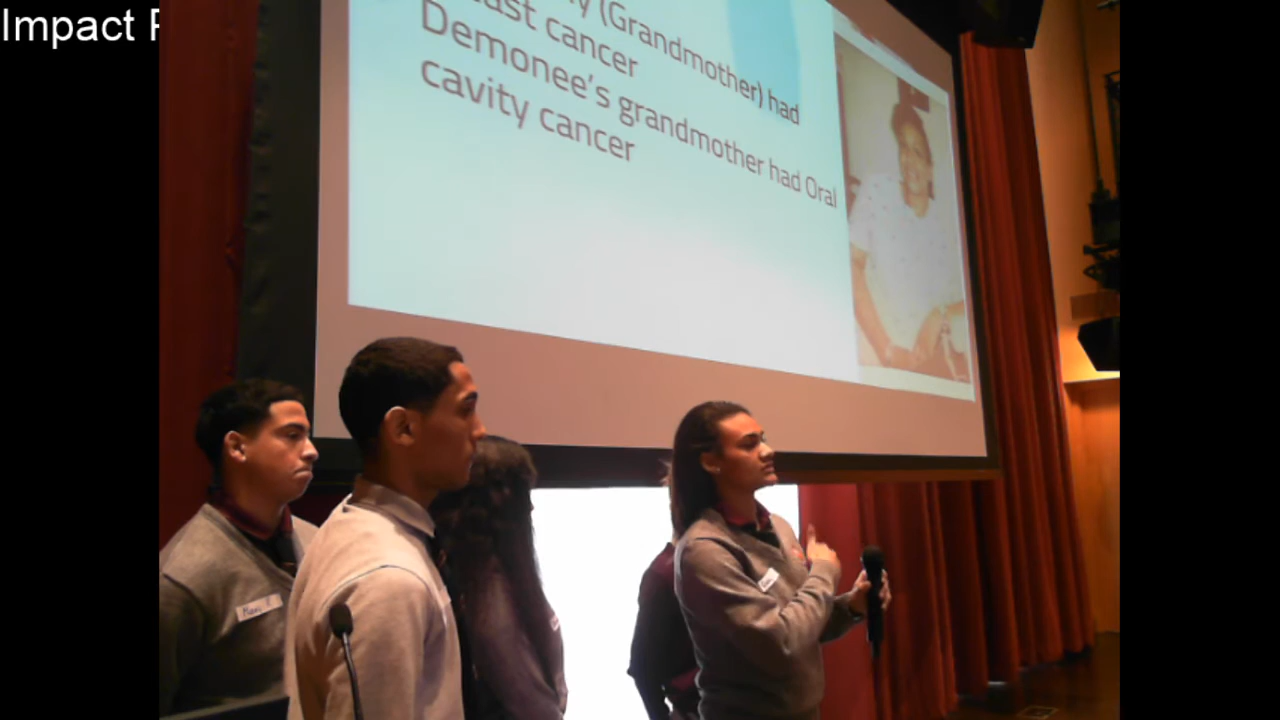 Impact
(Grandmother) had
cancer
Demonee's grandmother had Oral
cavity cancer